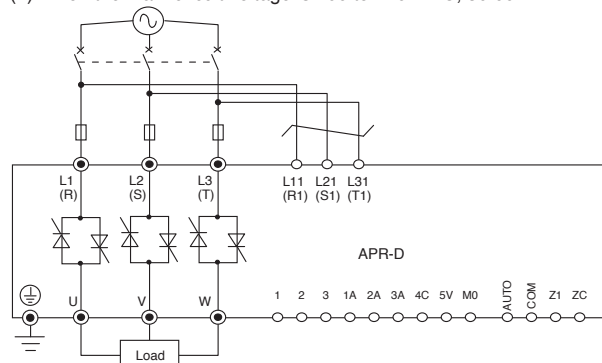 L1 L2 L3 L11 L21 L31
(R) (S) (T) (R1) (S1) (T1)
APR-D
U V W 1 2 3 1A 2A 3A 4C 5V M0 AUTO COM Z1 ZC
Load